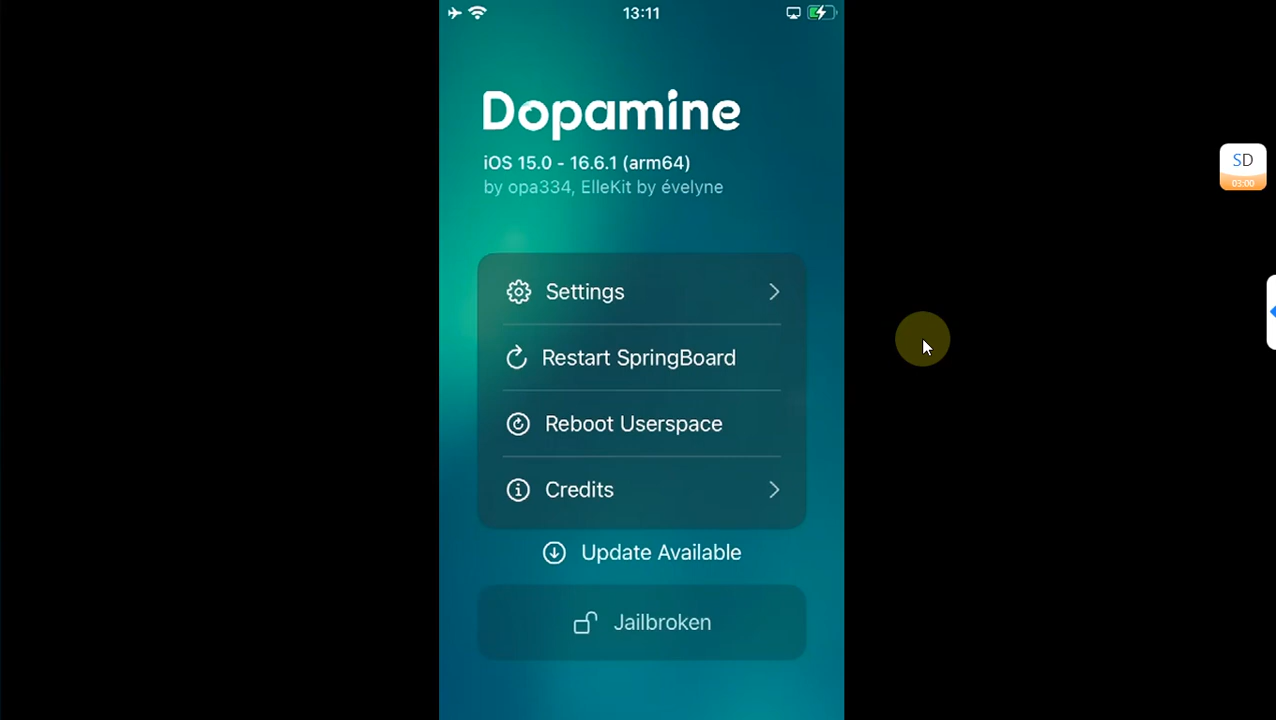 13:11
Dopamine
iOS 15.0 - 16.6.1 (arm64)
by opa334, ElleKit by évelyne
SD
03:00
Settings
Restart SpringBoard
Reboot Userspace
Credits
Update Available
Jailbroken